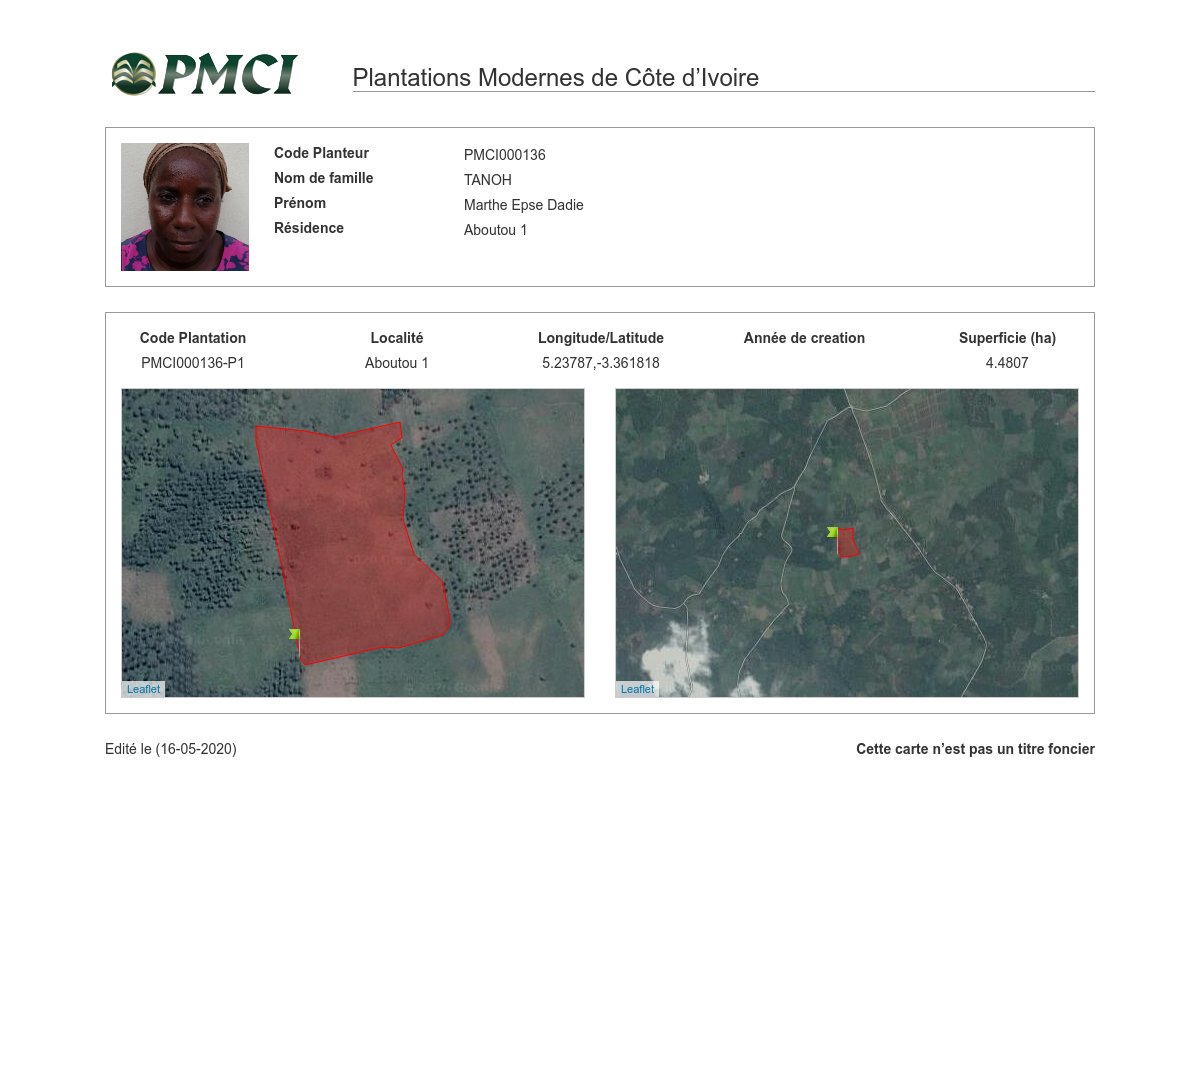 PMCI
Plantations Modernes de Côte d’Ivoire
Code Planteur PMCI000136
Nom de famille TANOH
Prénom Marthe Epse Dadie
Résidence Aboutou 1
Code Plantation Localité Longitude/Latitude Année de creation Superficie (ha)
PMCI000136-P1 Aboutou 1 5.23787,-3.361818 4.4807
Leaflet Leaflet
Edité le (16-05-2020) Cette carte n’est pas un titre foncier